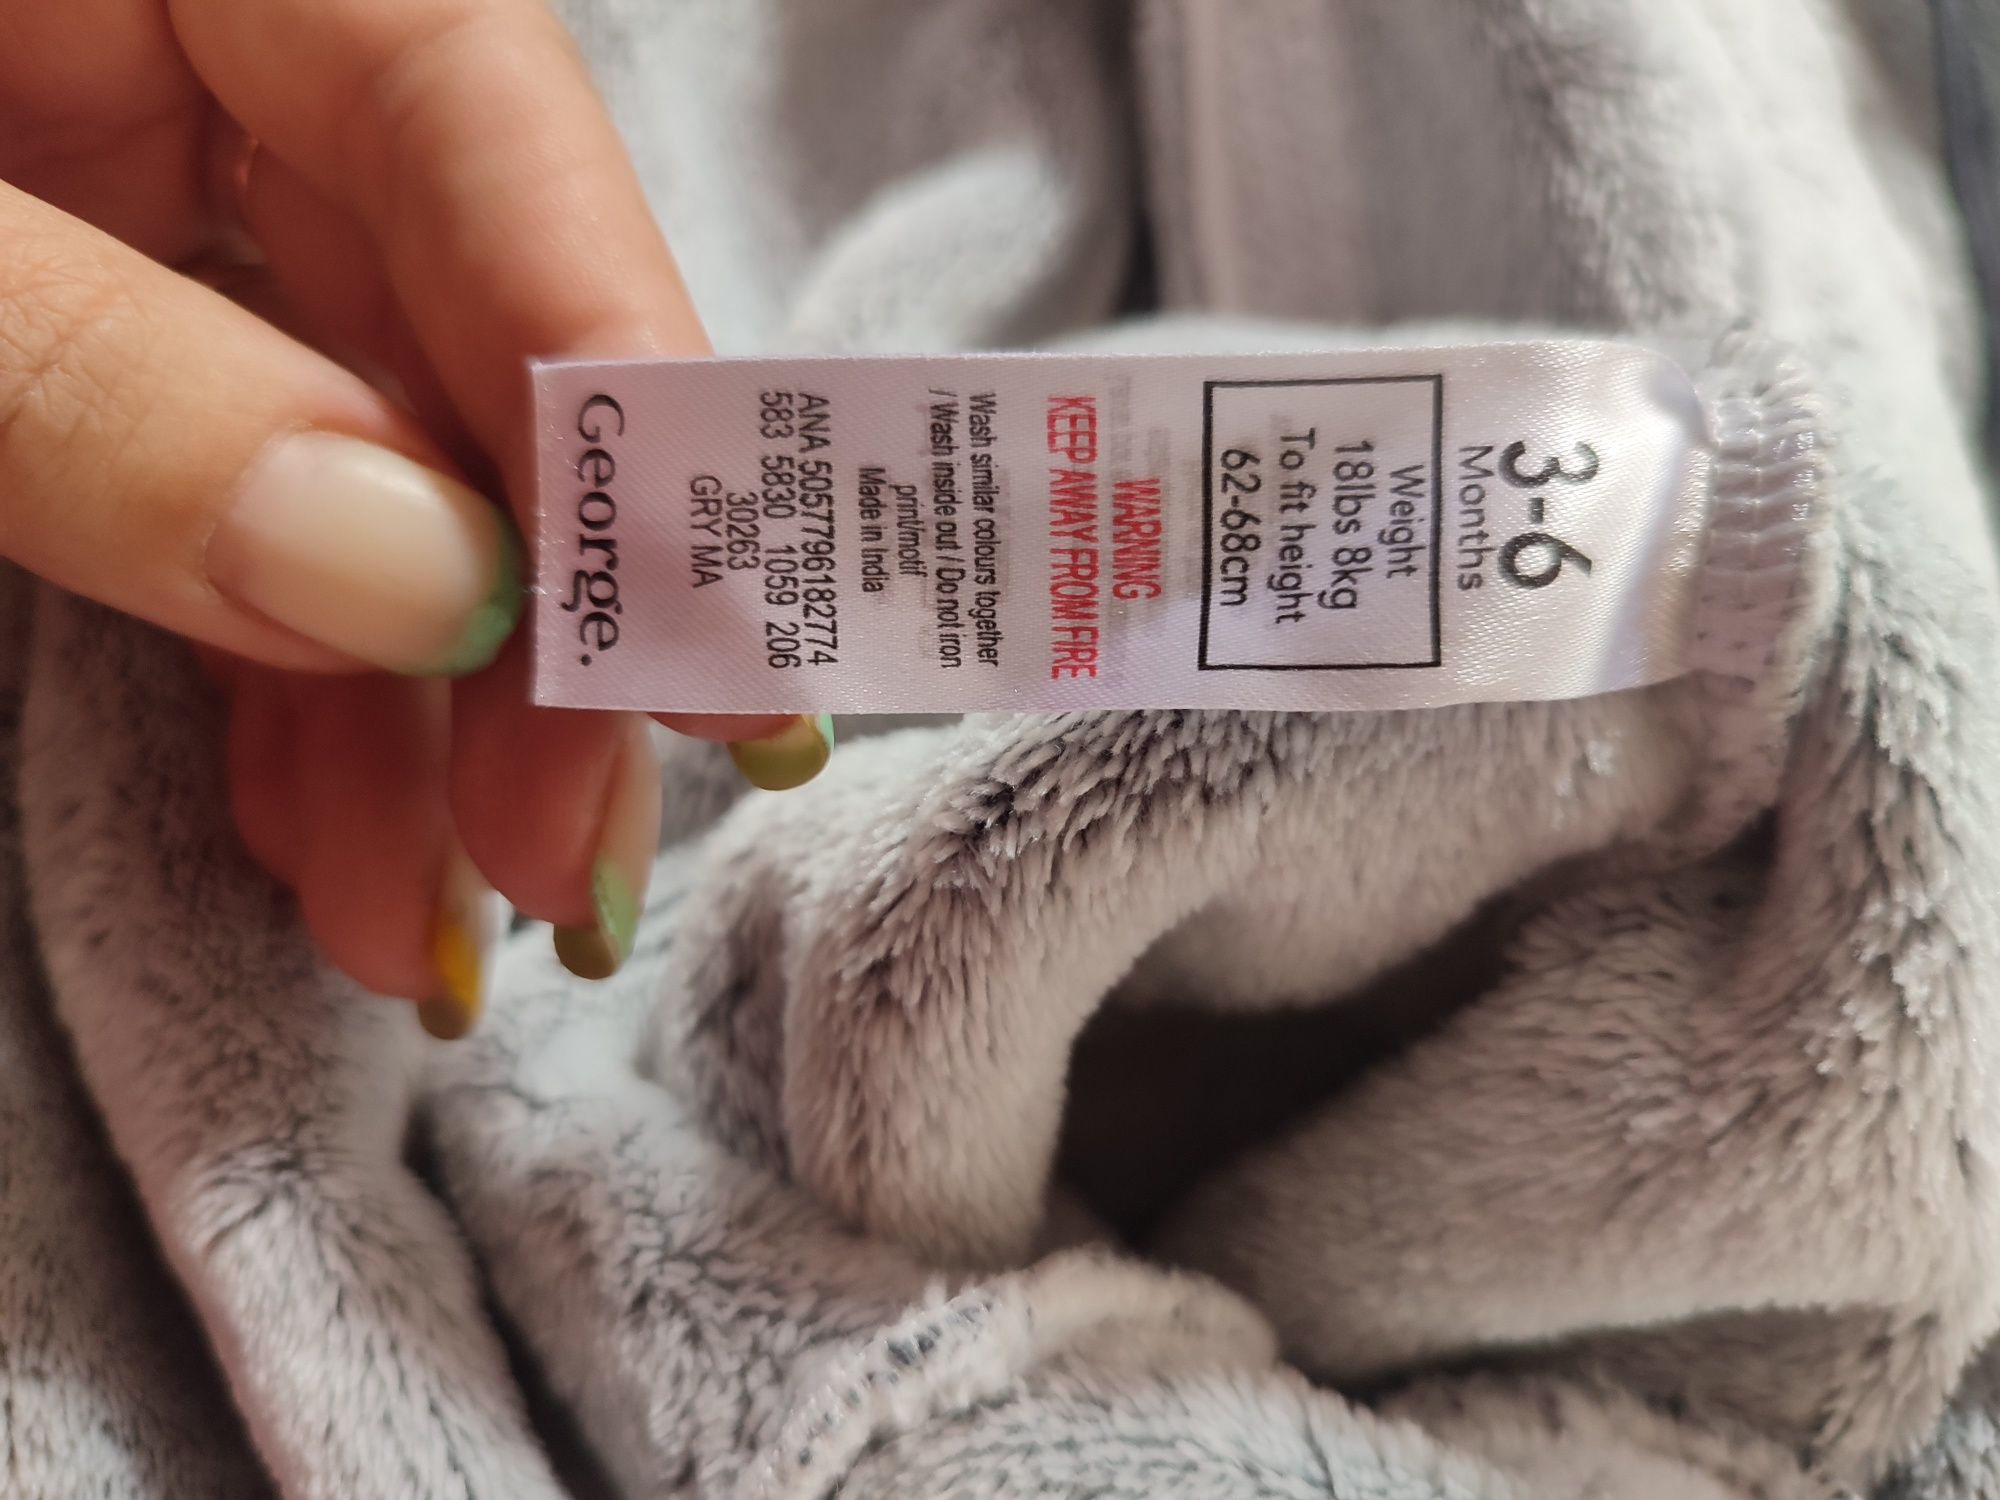 3-6
Months
Weight
18lbs 8kg
To fit height
62-68cm
WARNING
KEEP AWAY FROM FIRE
Wash similar colours together
/ Wash inside out / Do not iron
print/motif
Made in India
ANA 5057796182774
583 5830 1059 206
30263
GRY MA
George.